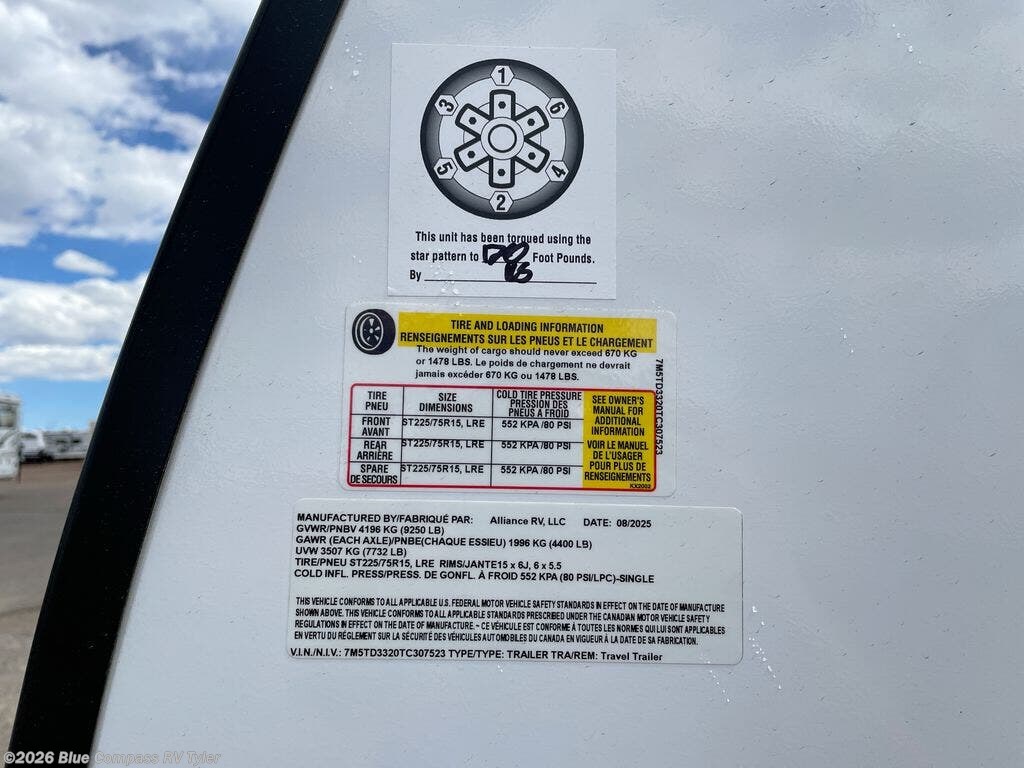 1
6
4
2
5
3
This unit has been torqued using the
star pattern to 120 Foot Pounds.
By
TIRE AND LOADING INFORMATION
RENSEIGNEMENTS SUR LES PNEUS ET LE CHARGEMENT
The weight of cargo should never exceed 670 KG
or 1478 LBS. Le poids de chargement ne devrait
jamais excéder 670 KG ou 1478 LBS.
TIRE PNEU SIZE DIMENSIONS COLD TIRE PRESSURE PRESSION DES PNEUS A FROID
FRONT AVANT ST225/75R15, LRE 552 KPA /80 PSI
REAR ARRIÈRE ST225/75R15, LRE 552 KPA /80 PSI
SPARE DE SECOURS ST225/75R15, LRE 552 KPA /80 PSI
SEE OWNER'S
MANUAL FOR
ADDITIONAL
INFORMATION
VOIR LE MANUEL
DE L'USAGER
POUR PLUS DE
RENSEIGNEMENTS
KX2002
7M5TD3320TC307523
MANUFACTURED BY/FABRIQUÉ PAR: Alliance RV, LLC DATE: 08/2025
GVWR/PNBV 4196 KG (9250 LB)
GAWR (EACH AXLE)/PNBE(CHAQUE ESSIEU) 1996 KG (4400 LB)
UVW 3507 KG (7732 LB)
TIRE/PNEU ST225/75R15, LRE RIMS/JANTE15 x 6J, 6 x 5.5
COLD INFL. PRESS/PRESS. DE GONFL. À FROID 552 KPA (80 PSI/LPC)-SINGLE
THIS VEHICLE CONFORMS TO ALL APPLICABLE U.S. FEDERAL MOTOR VEHICLE SAFETY STANDARDS IN EFFECT ON THE DATE OF MANUFACTURE
SHOWN ABOVE. THIS VEHICLE CONFORMS TO ALL APPLICABLE STANDARDS PRESCRIBED UNDER THE CANADIAN MOTOR VEHICLE SAFETY
REGULATIONS IN EFFECT ON THE DATE OF MANUFACTURE. ~ CE VÉHICULE EST CONFORME À TOUTES LES NORMES QUI LUI SONT APPLICABLES
EN VERTU DU RÉGLEMENT SUR LA SÉCURITÉ DES VÉHICULES AUTOMOBILES DU CANADA EN VIGUEUR À LA DATE DE SA FABRICATION.
V.I.N./N.I.V.: 7M5TD3320TC307523 TYPE/TYPE: TRAILER TRA/REM: Travel Trailer
©2026 Blue Compass RV Tyler